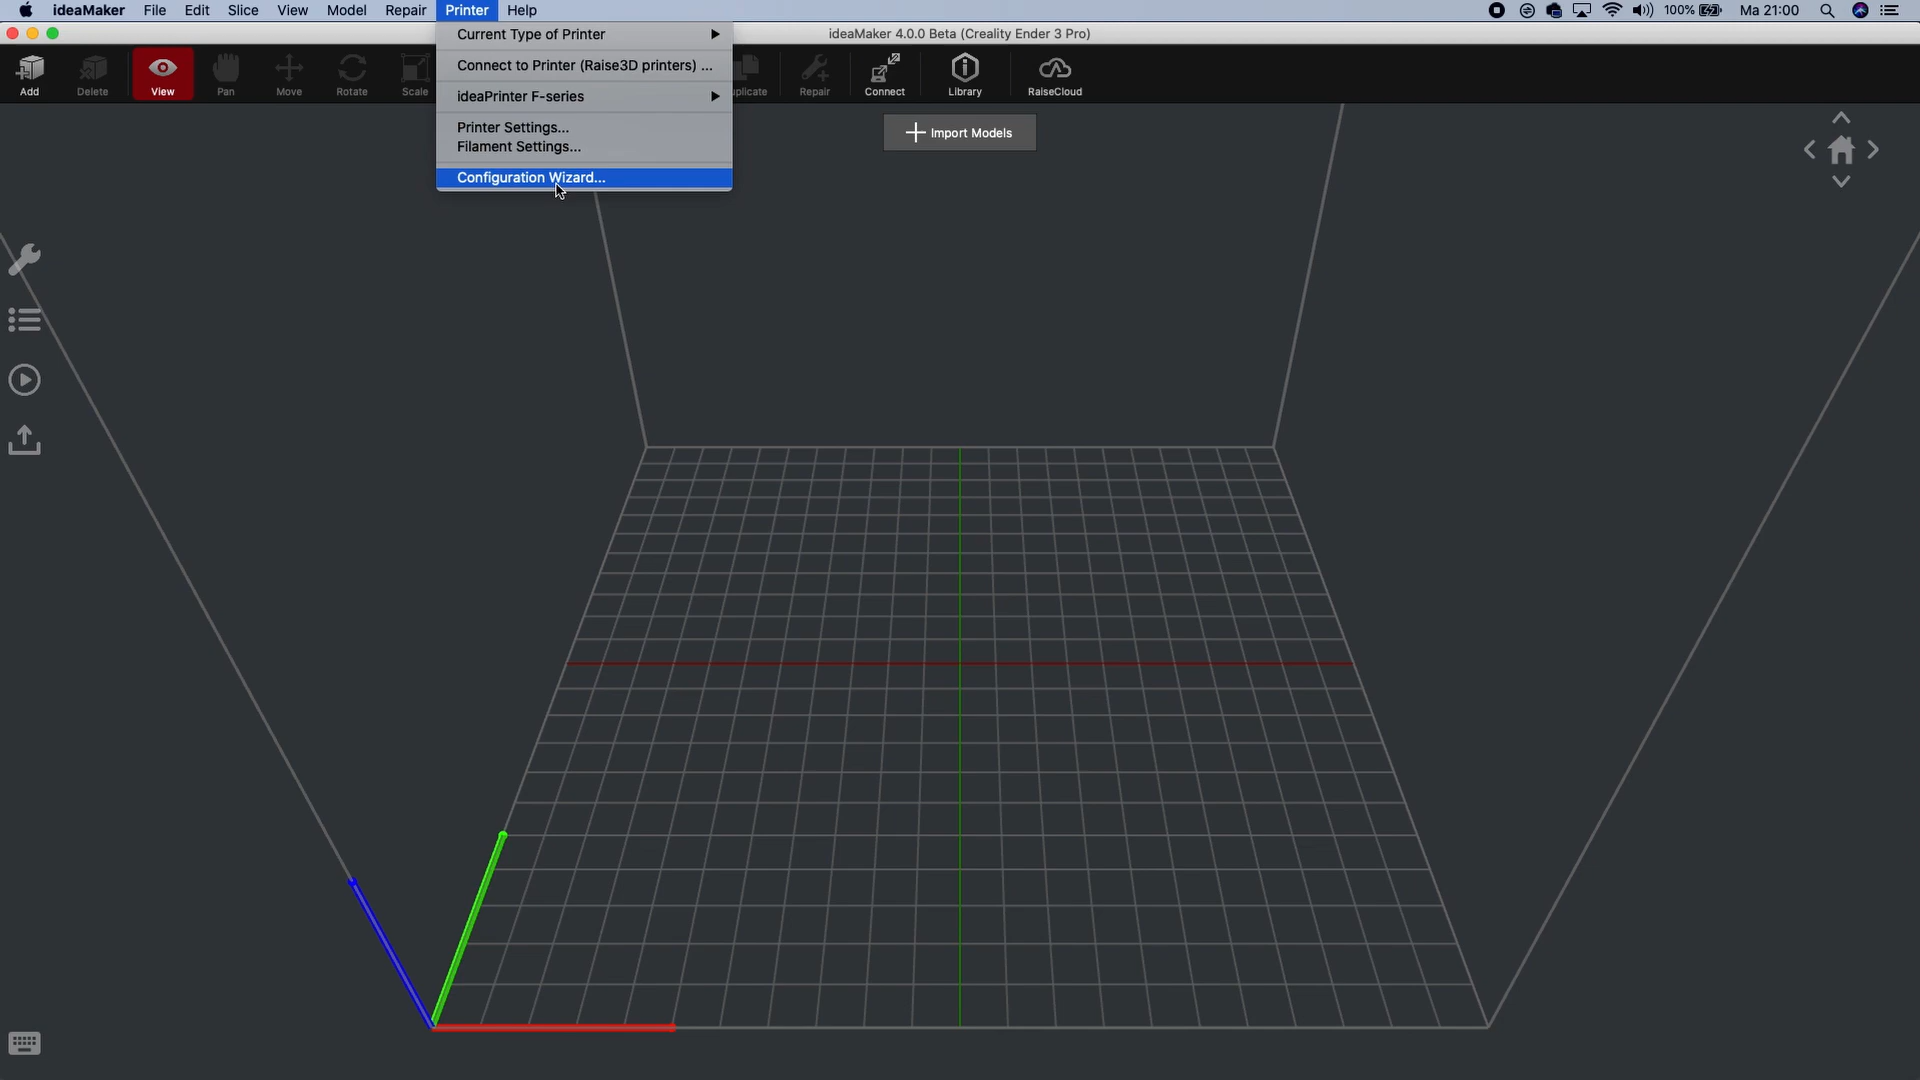 ideaMaker File Edit Slice View Model Repair Printer Help 100% Ma 21:00
ideaMaker 4.0.0 Beta (Creality Ender 3 Pro)
Current Type of Printer
Connect to Printer (Raise3D printers) ...
ideaPrinter F-series
Printer Settings...
Filament Settings...
Configuration Wizard...
Add Delete View Pan Move Rotate Scale plicate Repair Connect Library RaiseCloud
Import Models